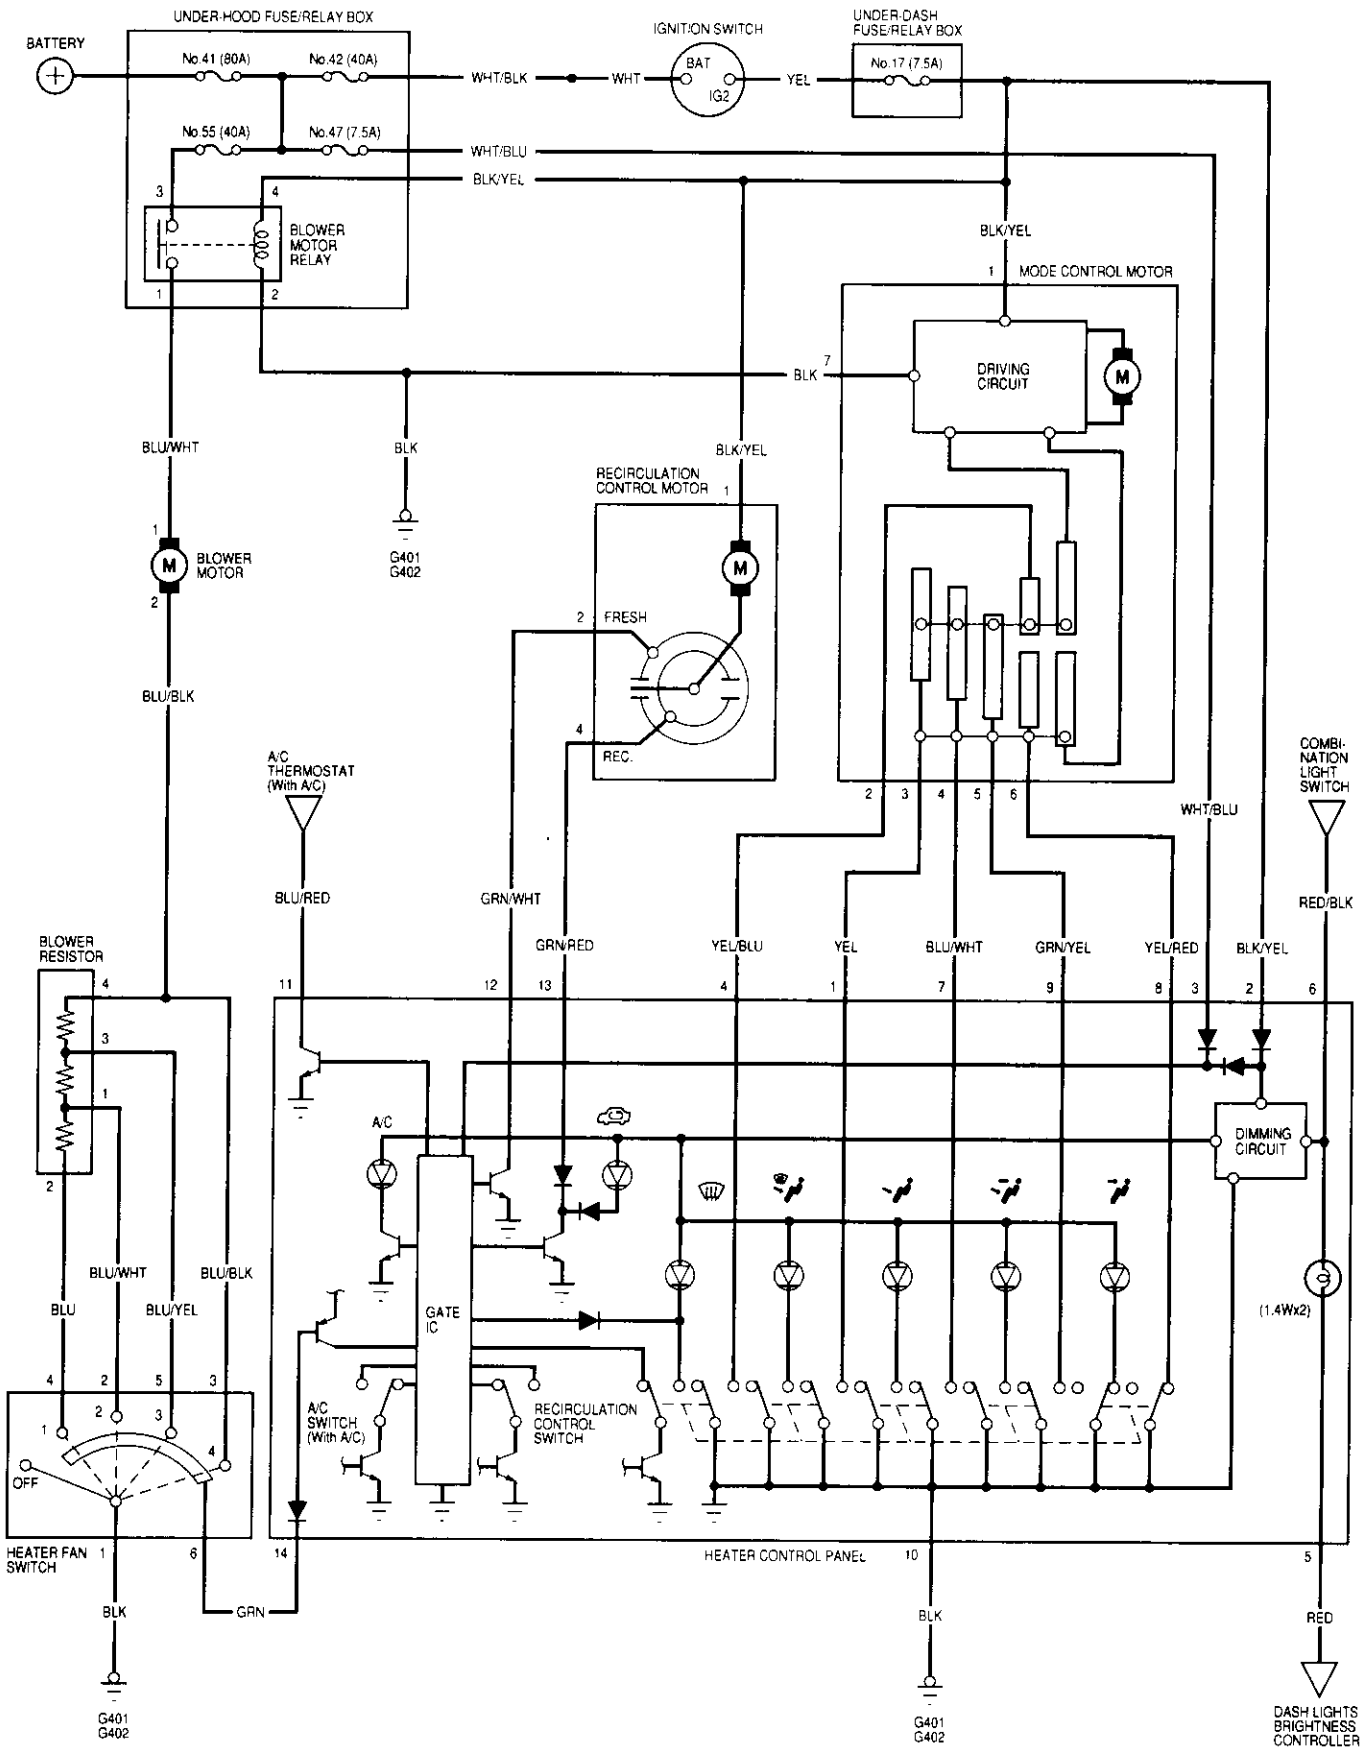 UNDER-HOOD FUSE/RELAY BOX
IGNITION SWITCH
UNDER-DASH
FUSE/RELAY BOX
BATTERY
No.41 (80A)
No.42 (40A)
WHT/BLK
WHT
BAT
IG2
YEL
No.17 (7.5A)
No.55 (40A)
No.47 (7.5A)
WHT/BLU
BLK/YEL
3
4
BLOWER
MOTOR
RELAY
1
2
BLK/YEL
1
MODE CONTROL MOTOR
7
BLK
DRIVING
CIRCUIT
M
BLU/WHT
BLK
BLK/YEL
RECIRCULATION
CONTROL MOTOR
1
1
M
BLOWER
MOTOR
2
G401
G402
M
2
FRESH
4
REC.
BLU/BLK
A/C
THERMOSTAT
(With A/C)
2
3
4
5
6
COMBI-
NATION
LIGHT
SWITCH
WHT/BLU
BLU/RED
GRN/WHT
GRN/RED
YEL/BLU
YEL
BLU/WHT
GRN/YEL
YEL/RED
BLK/YEL
RED/BLK
BLOWER
RESISTOR
4
11
12
13
4
1
7
9
8
3
2
6
3
1
2
A/C
DIMMING
CIRCUIT
BLU/WHT
BLU/BLK
BLU
BLU/YEL
GATE
IC
(1.4Wx2)
4
2
5
3
1
2
3
4
OFF
A/C
SWITCH
(With A/C)
RECIRCULATION
CONTROL
SWITCH
HEATER FAN
SWITCH
1
6
14
HEATER CONTROL PANEL
10
5
BLK
GRN
BLK
RED
G401
G402
G401
G402
DASH LIGHTS
BRIGHTNESS
CONTROLLER